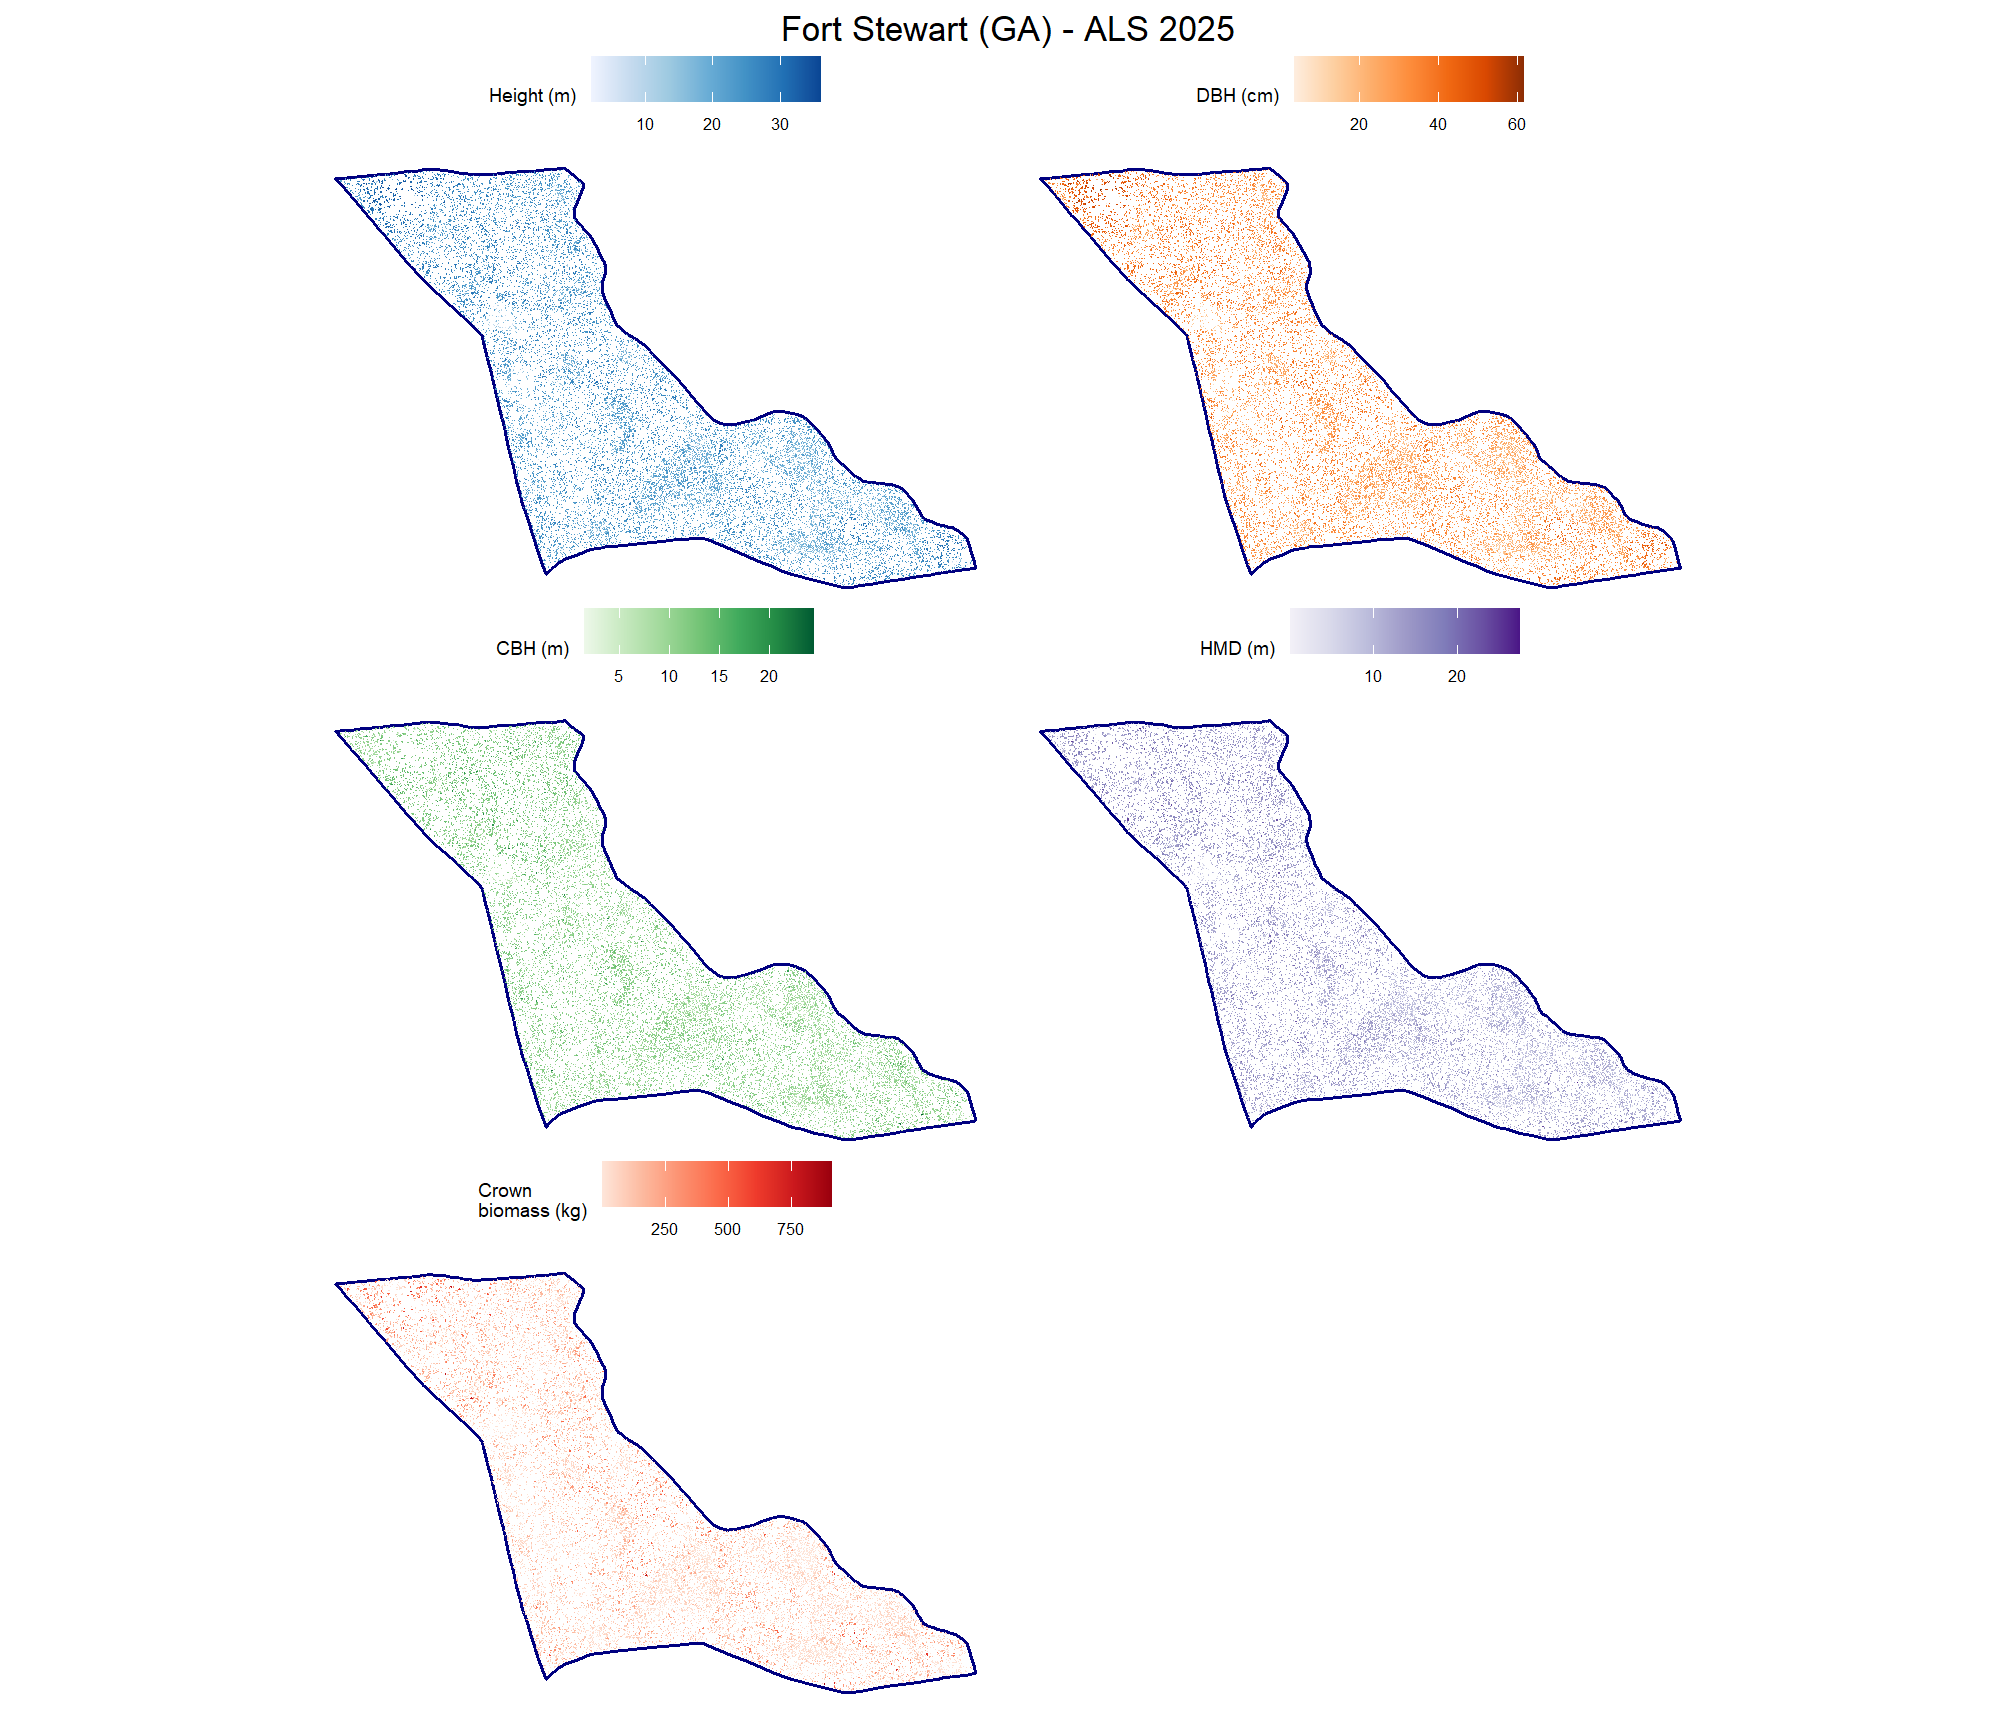 Fort Stewart (GA) - ALS 2025
Height (m)
10 20 30
DBH (cm)
20 40 60
CBH (m)
5 10 15 20
HMD (m)
10 20
Crown
biomass (kg)
250 500 750